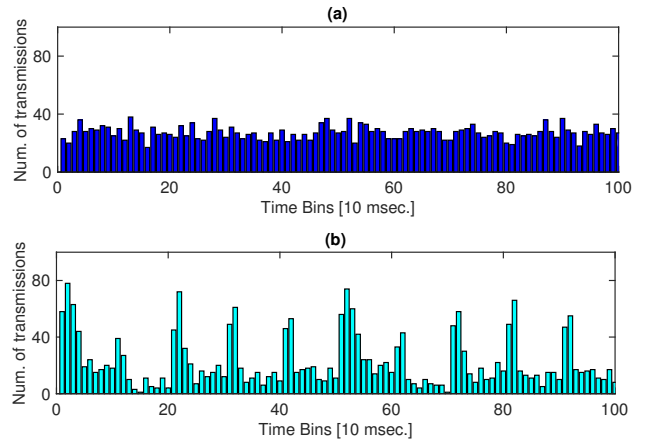 (a)
Num. of transmissions
80
40
0
0 20 40 60 80 100
Time Bins [10 msec.]
(b)
Num. of transmissions
80
40
0
0 20 40 60 80 100
Time Bins [10 msec.]